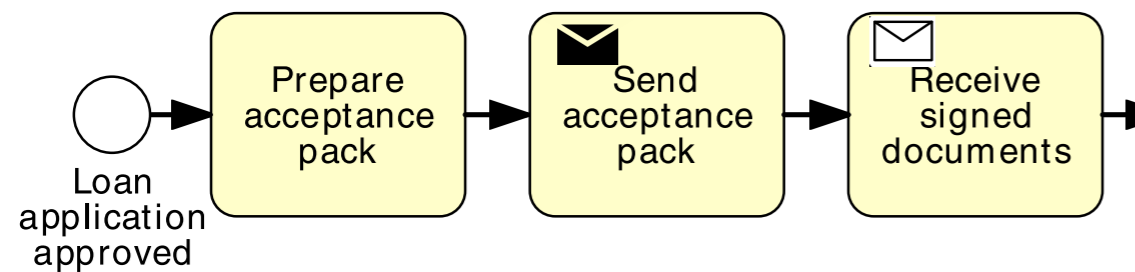 Loan
application
approved
Prepare
acceptance
pack
Send
acceptance
pack
Receive
signed
documents